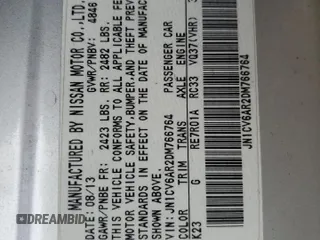 MANUFACTURED BY NISSAN MOTOR CO.,LTD.
08/13 GVWR/PNBV: 4846
GAWR/PNBE FR: 2423 LBS. RR: 2482 LBS.
THIS VEHICLE CONFORMS TO ALL APPLICABLE FE
MOTOR VEHICLE SAFETY, BUMPER, AND THEFT PREV
STANDARDS IN EFFECT ON THE DATE OF MANUFAC
SHOWN ABOVE.
VIN:JN1CV6AR2DM766764 PASSENGER CAR
COLOR TRIM TRANS AXLE ENGINE
K23 G RE7R01A RC33 VQ37(VHR)
JN1CV6AR2DM766764
DREAMBID